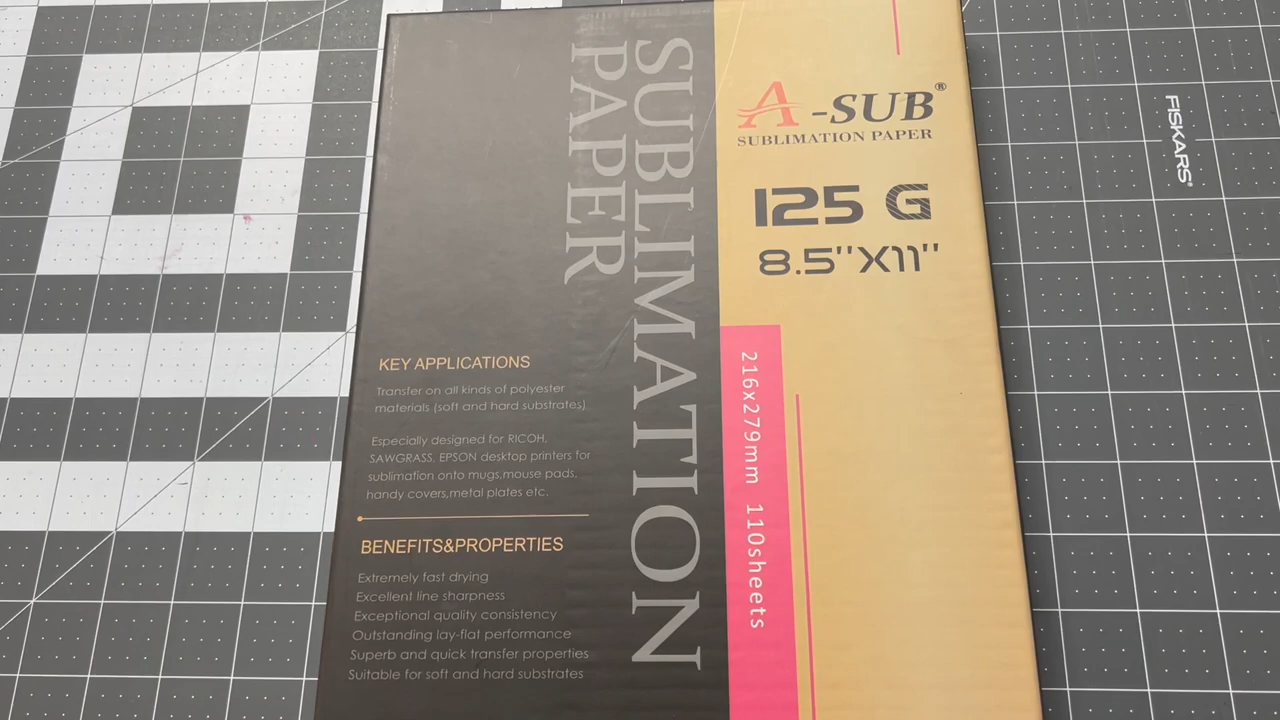 SUBLIMATION
PAPER
A-SUB®
SUBLIMATION PAPER
125 G
8.5"X11"
216x279mm 110sheets
KEY APPLICATIONS
Transfer on all kinds of polyester
materials (soft and hard substrates)
Especially designed for RICOH,
SAWGRASS, EPSON desktop printers for
sublimation onto mugs,mouse pads,
handy covers,metal plates etc.
BENEFITS&PROPERTIES
Extremely fast drying
Excellent line sharpness
Exceptional quality consistency
Outstanding lay-flat performance
Superb and quick transfer properties
Suitable for soft and hard substrates
FISKARS®